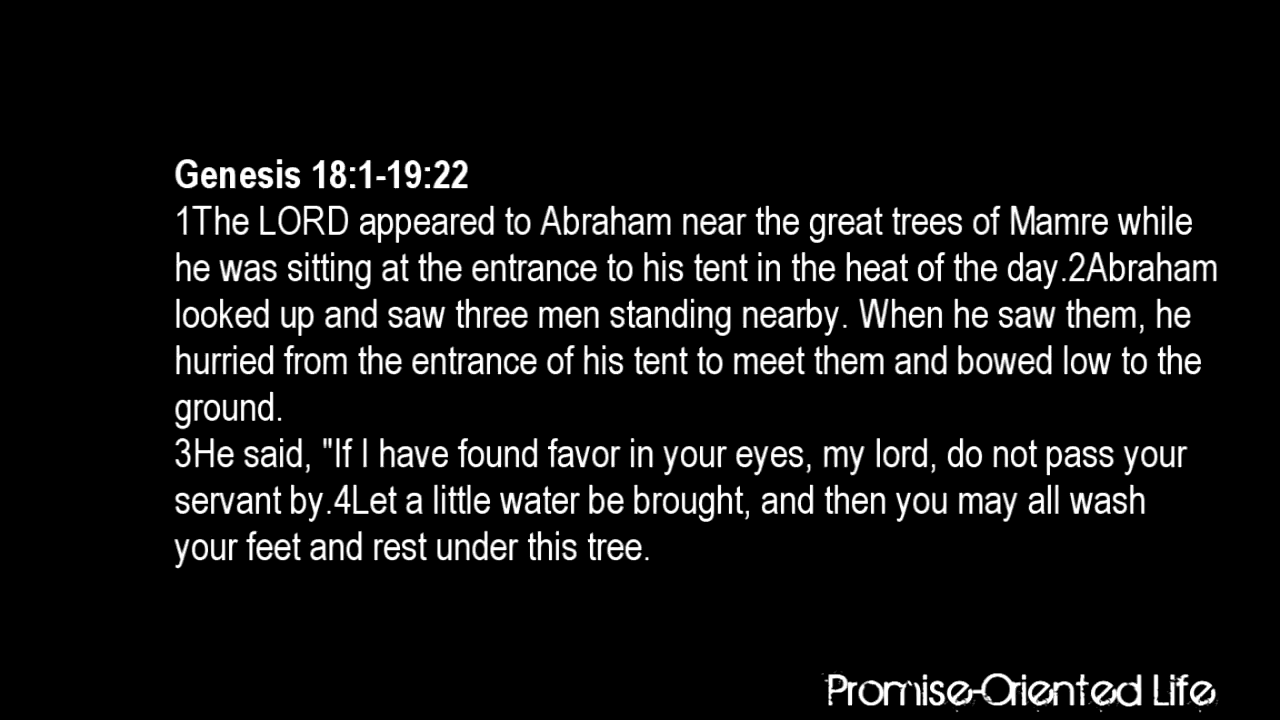 Genesis 18:1-19:22
1The LORD appeared to Abraham near the great trees of Mamre while
he was sitting at the entrance to his tent in the heat of the day.2Abraham
looked up and saw three men standing nearby. When he saw them, he
hurried from the entrance of his tent to meet them and bowed low to the
ground.
3He said, "If I have found favor in your eyes, my lord, do not pass your
servant by.4Let a little water be brought, and then you may all wash
your feet and rest under this tree.
Promise-Oriented Life